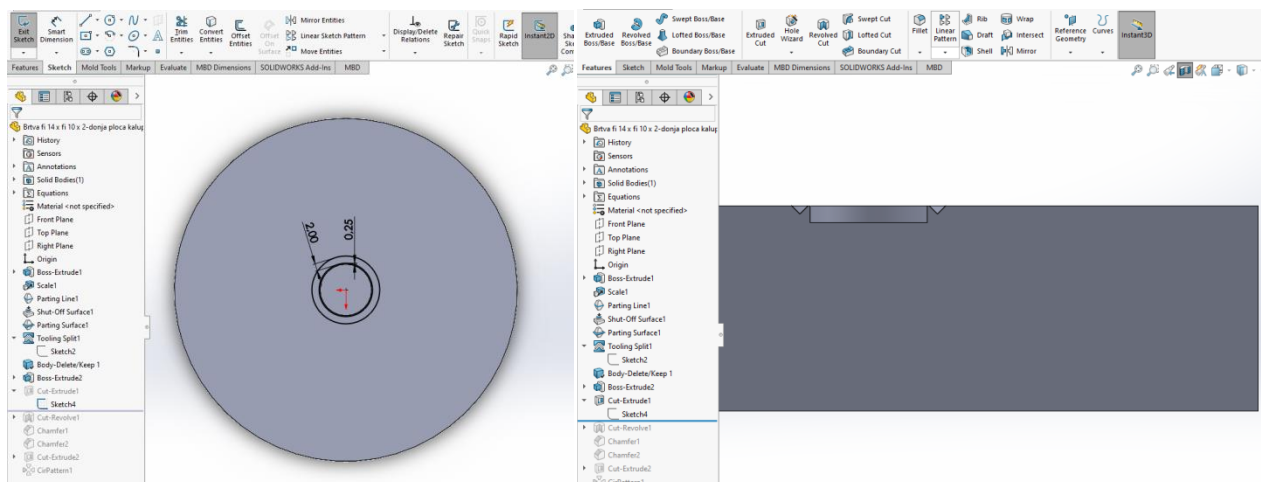 Exit Sketch
Smart Dimension
Trim Entities
Convert Entities
Offset Entities
Offset On Surface
Mirror Entities
Linear Sketch Pattern
Move Entities
Display/Delete Relations
Repair Sketch
Quick Snaps
Rapid Sketch
Instant2D
Features Sketch Mold Tools Markup Evaluate MBD Dimensions SOLIDWORKS Add-Ins MBD
Brtva fi 14 x fi 10 x 2-donja ploca kalup
History
Sensors
Annotations
Solid Bodies(1)
Equations
Material <not specified>
Front Plane
Top Plane
Right Plane
Origin
Boss-Extrude1
Scale1
Parting Line1
Shut-Off Surface1
Parting Surface1
Tooling Split1
Sketch2
Body-Delete/Keep 1
Boss-Extrude2
Cut-Extrude1
Sketch4
Cut-Revolve1
Chamfer1
Chamfer2
Cut-Extrude2
CirPattern1
2,00
0,25
Extruded Boss/Base
Revolved Boss/Base
Swept Boss/Base
Lofted Boss/Base
Boundary Boss/Base
Extruded Cut
Hole Wizard
Revolved Cut
Swept Cut
Lofted Cut
Boundary Cut
Fillet
Linear Pattern
Rib
Draft
Shell
Wrap
Intersect
Mirror
Reference Geometry
Curves
Instant3D
Features Sketch Mold Tools Markup Evaluate MBD Dimensions SOLIDWORKS Add-Ins MBD
Brtva fi 14 x fi 10 x 2-donja ploca kalup
History
Sensors
Annotations
Solid Bodies(1)
Equations
Material <not specified>
Front Plane
Top Plane
Right Plane
Origin
Boss-Extrude1
Scale1
Parting Line1
Shut-Off Surface1
Parting Surface1
Tooling Split1
Sketch2
Body-Delete/Keep 1
Boss-Extrude2
Cut-Extrude1
Sketch4
Cut-Revolve1
Chamfer1
Chamfer2
Cut-Extrude2